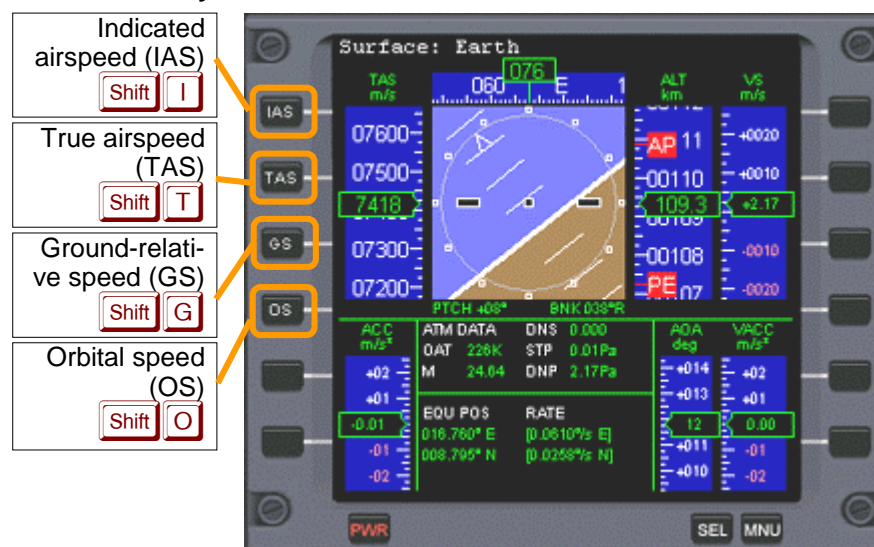 Indicated
airspeed (IAS)
Shift I
True airspeed
(TAS)
Shift T
Ground-relati-
ve speed (GS)
Shift G
Orbital speed
(OS)
Shift O
IAS
TAS
GS
OS
Surface: Earth
TAS
m/s
07600
07500
7418
07300
07200
060 E 1
076
ALT
km
AP 11
00110
109.3
00109
00108
PE 07
VS
m/s
+0020
+0010
+2.17
-0010
-0020
PTCH +08° BNK 038°R
ACC
m/s²
+02
+01
-0.01
-01
-02
ATM DATA DNS 0.000
OAT 226K STP 0.01Pa
M 24.64 DNP 2.17Pa
EQU POS RATE
016.760° E [0.0610°/s E]
008.795° N [0.0258°/s N]
AOA
deg
+014
+013
12
+011
+010
VACC
m/s²
+02
+01
0.00
-01
-02
PWR SEL MNU